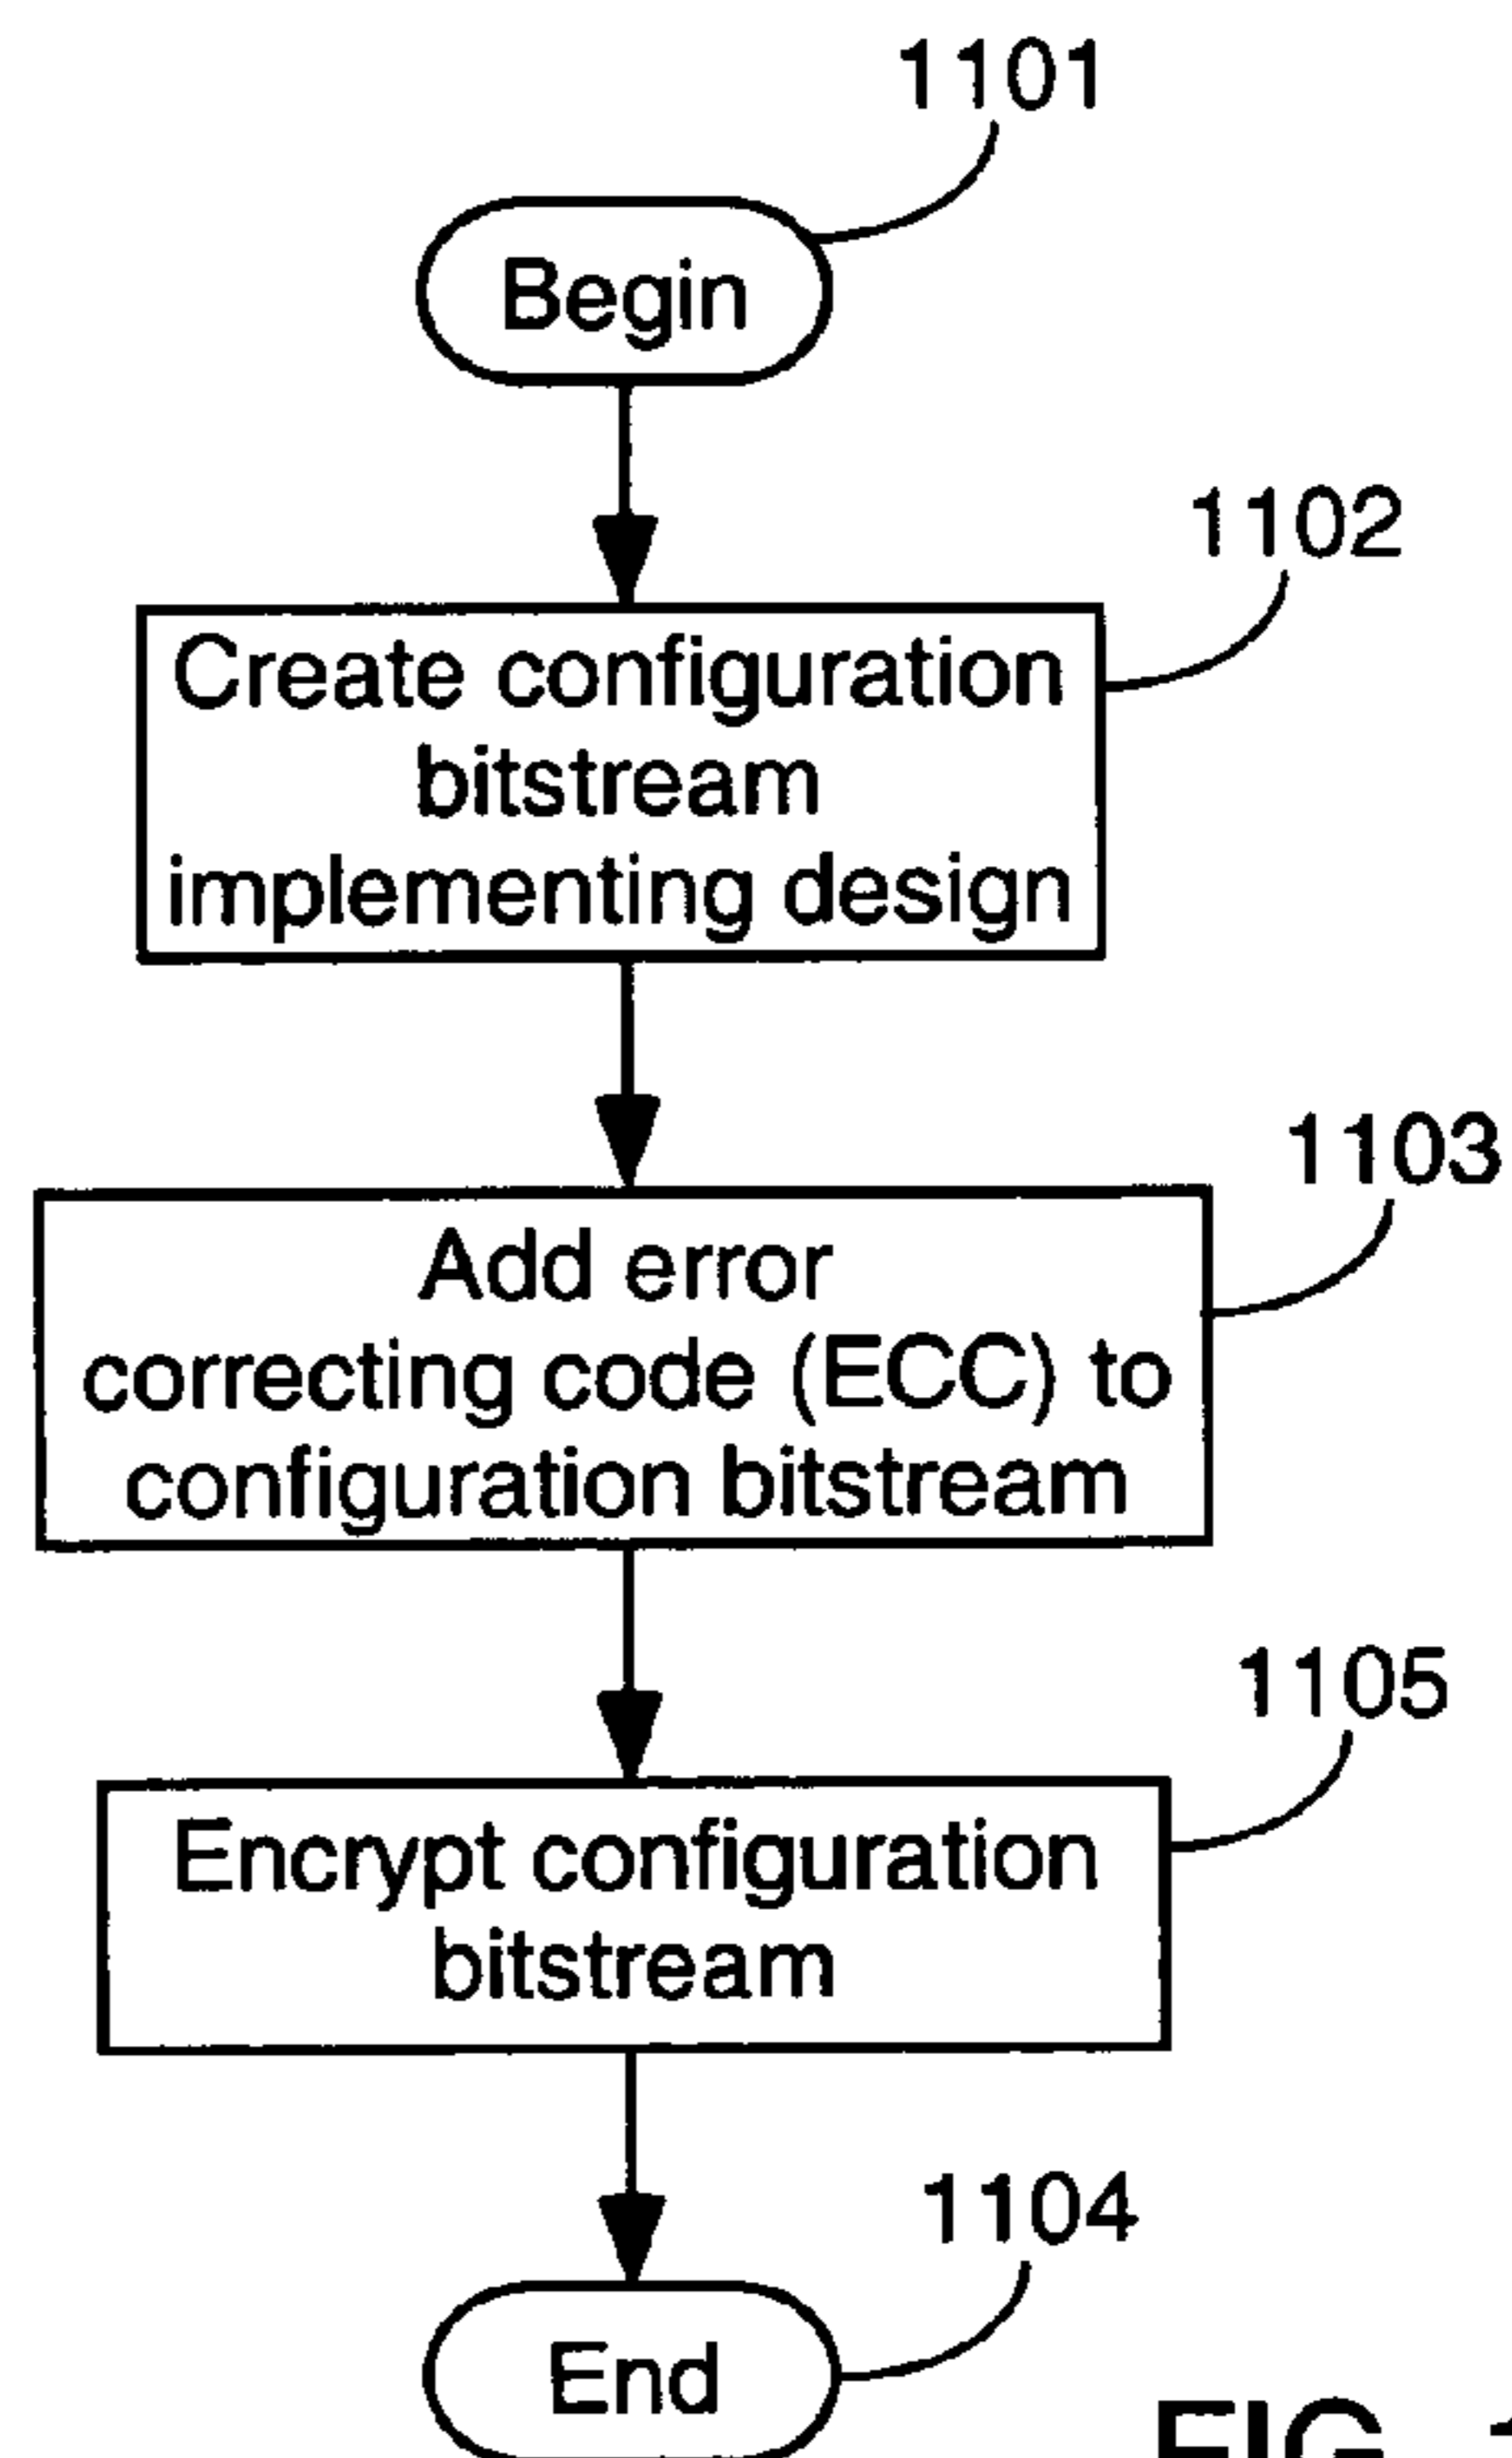 1101
Begin
1102
Create configuration
bitstream
implementing design
1103
Add error
correcting code (ECC) to
configuration bitstream
1105
Encrypt configuration
bitstream
1104
End